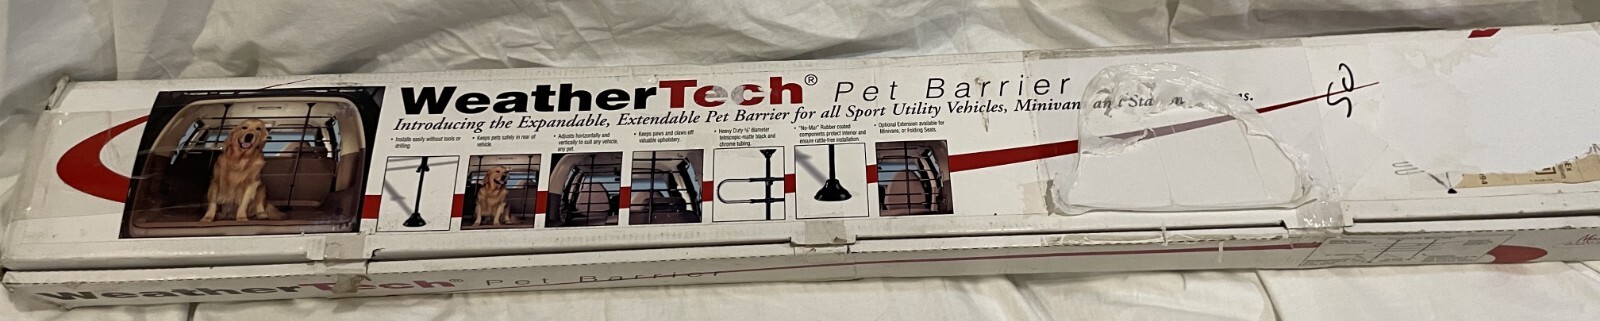 WeatherTech® Pet Barrier
Introducing the Expandable, Extendable Pet Barrier for all Sport Utility Vehicles, Minivan an Sta
• Installs easily without tools or
drilling.
• Keeps pets safely in rear of
vehicle.
• Adjusts horizontally and
vertically to suit any vehicle,
any pet.
• Keeps paws and claws off
valuable upholstery.
• Heavy Duty ⅝" diameter
telescopic-matte black and
chrome tubing.
• "No-Mar" Rubber coated
components protect interior and
ensure rattle-free installation.
• Optional Extension available for
Minivans, or Folding Seats.
50
WeatherTech® Pet Barrier